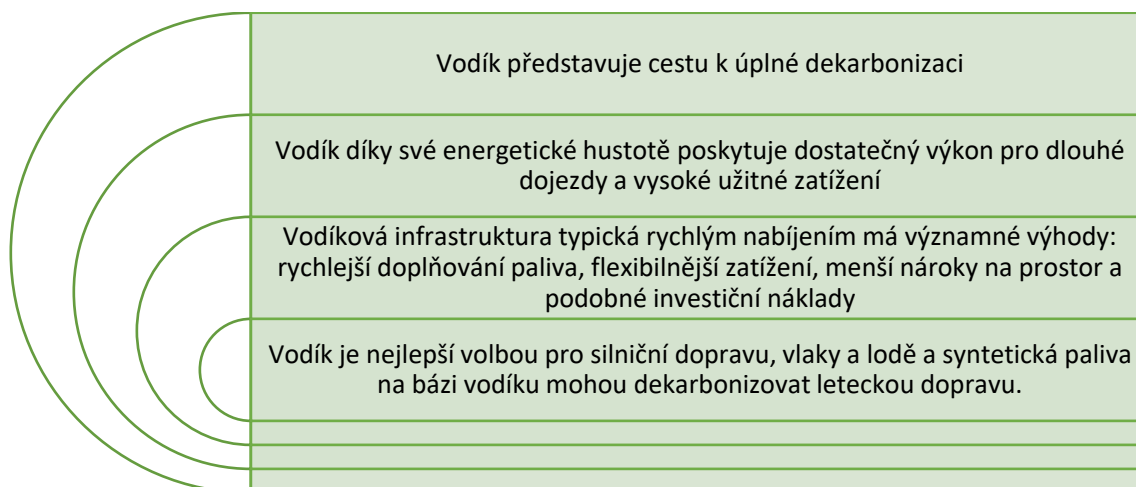 Vodík představuje cestu k úplné dekarbonizaci
Vodík díky své energetické hustotě poskytuje dostatečný výkon pro dlouhé
dojezdy a vysoké užitné zatížení
Vodíková infrastruktura typická rychlým nabíjením má významné výhody:
rychlejší doplňování paliva, flexibilnější zatížení, menší nároky na prostor a
podobné investiční náklady
Vodík je nejlepší volbou pro silniční dopravu, vlaky a lodě a syntetická paliva
na bázi vodíku mohou dekarbonizovat leteckou dopravu.